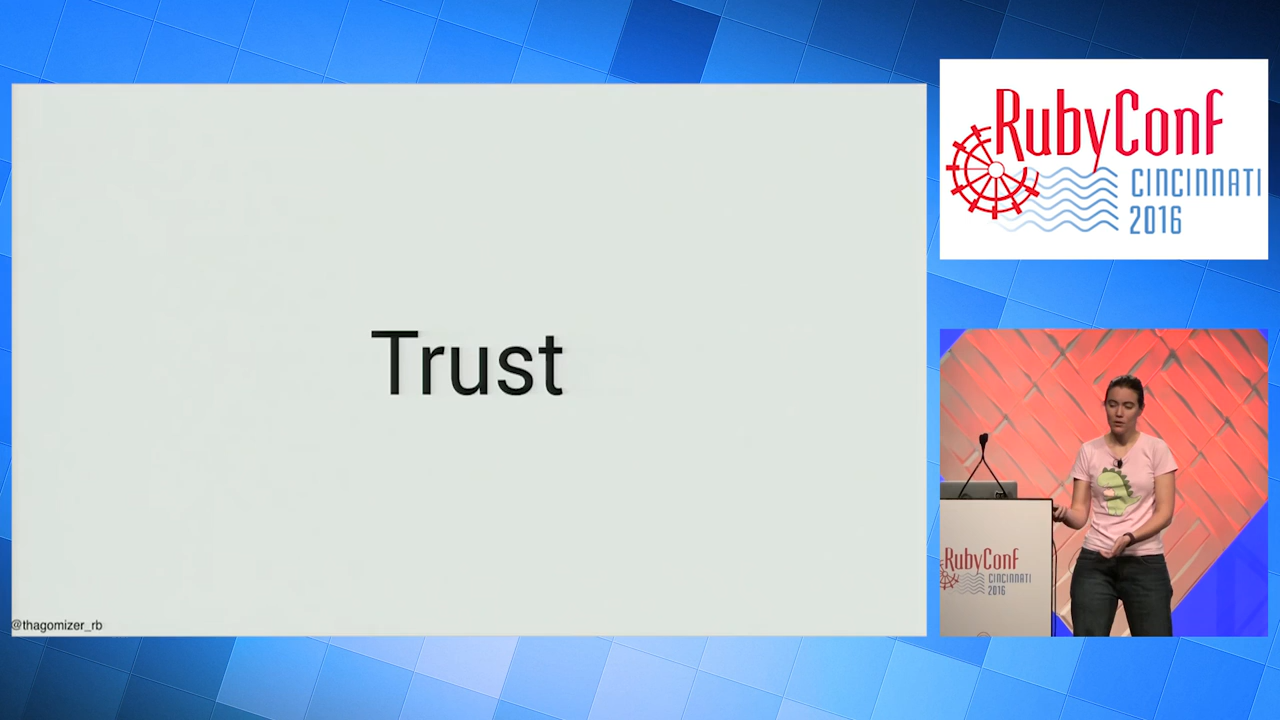 Trust
@thagomizer_rb
RubyConf
CINCINNATI
2016
RubyConf
CINCINNATI
2016